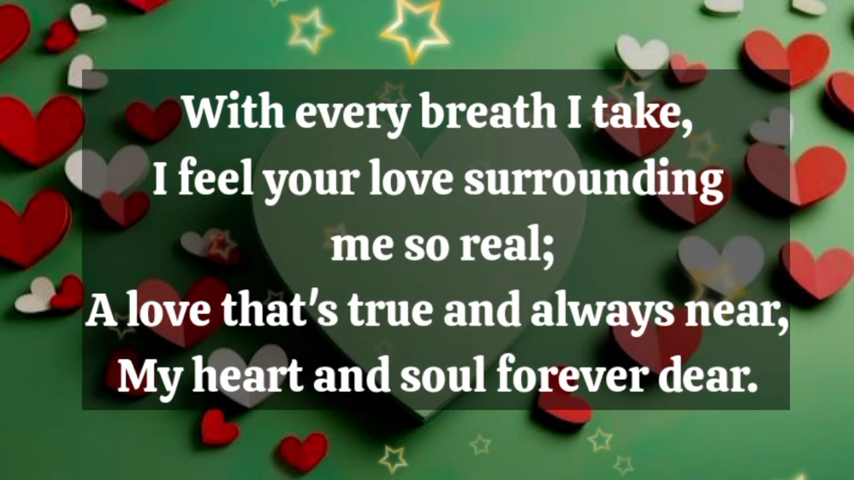 With every breath I take,
I feel your love surrounding
me so real;
A love that's true and always near,
My heart and soul forever dear.